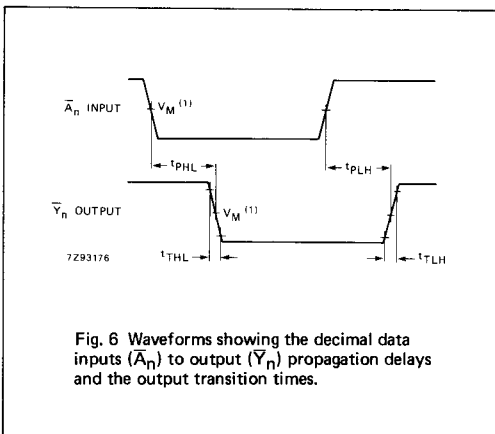 A̅n INPUT
VM (1)
tPHL
tPLH
Y̅n OUTPUT
VM (1)
7Z93176
tTHL
tTLH
Fig. 6 Waveforms showing the decimal data
inputs (A̅n) to output (Y̅n) propagation delays
and the output transition times.